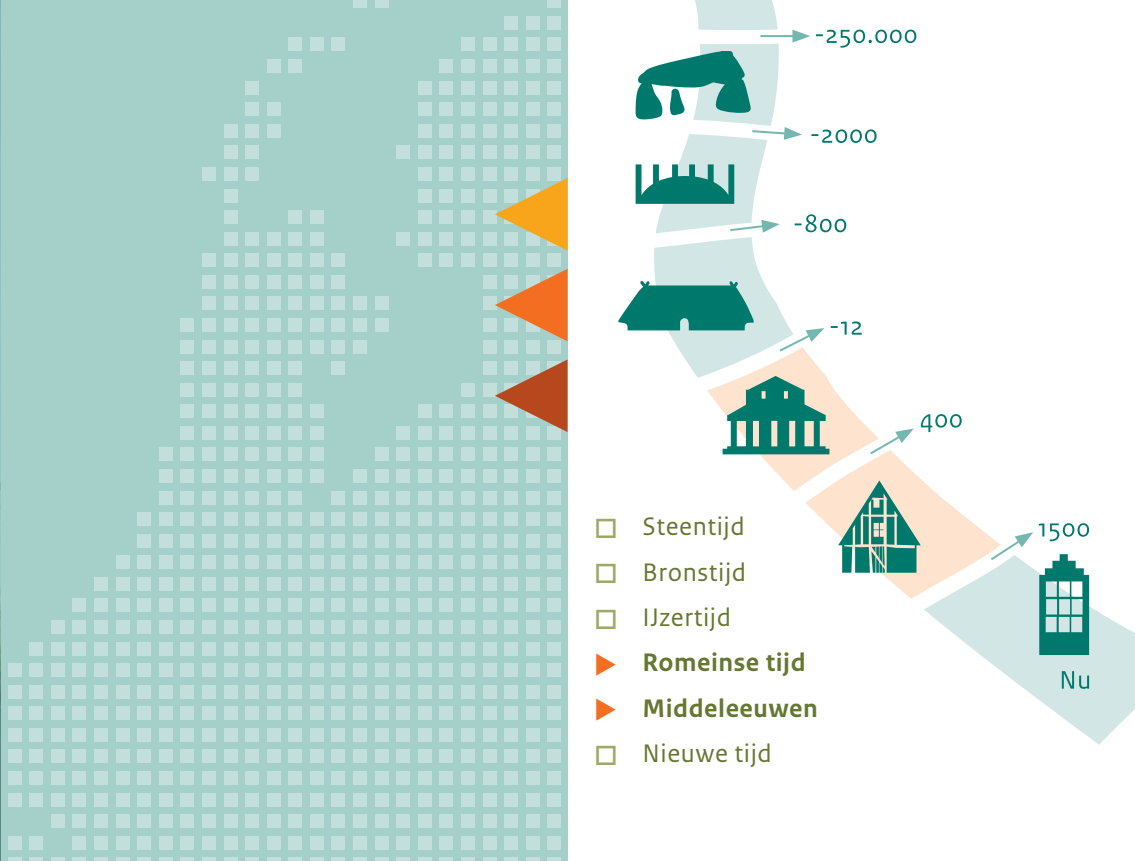 -250.000
-2000
-800
-12
400
1500
Nu
Steentijd
Bronstijd
IJzertijd
Romeinse tijd
Middeleeuwen
Nieuwe tijd